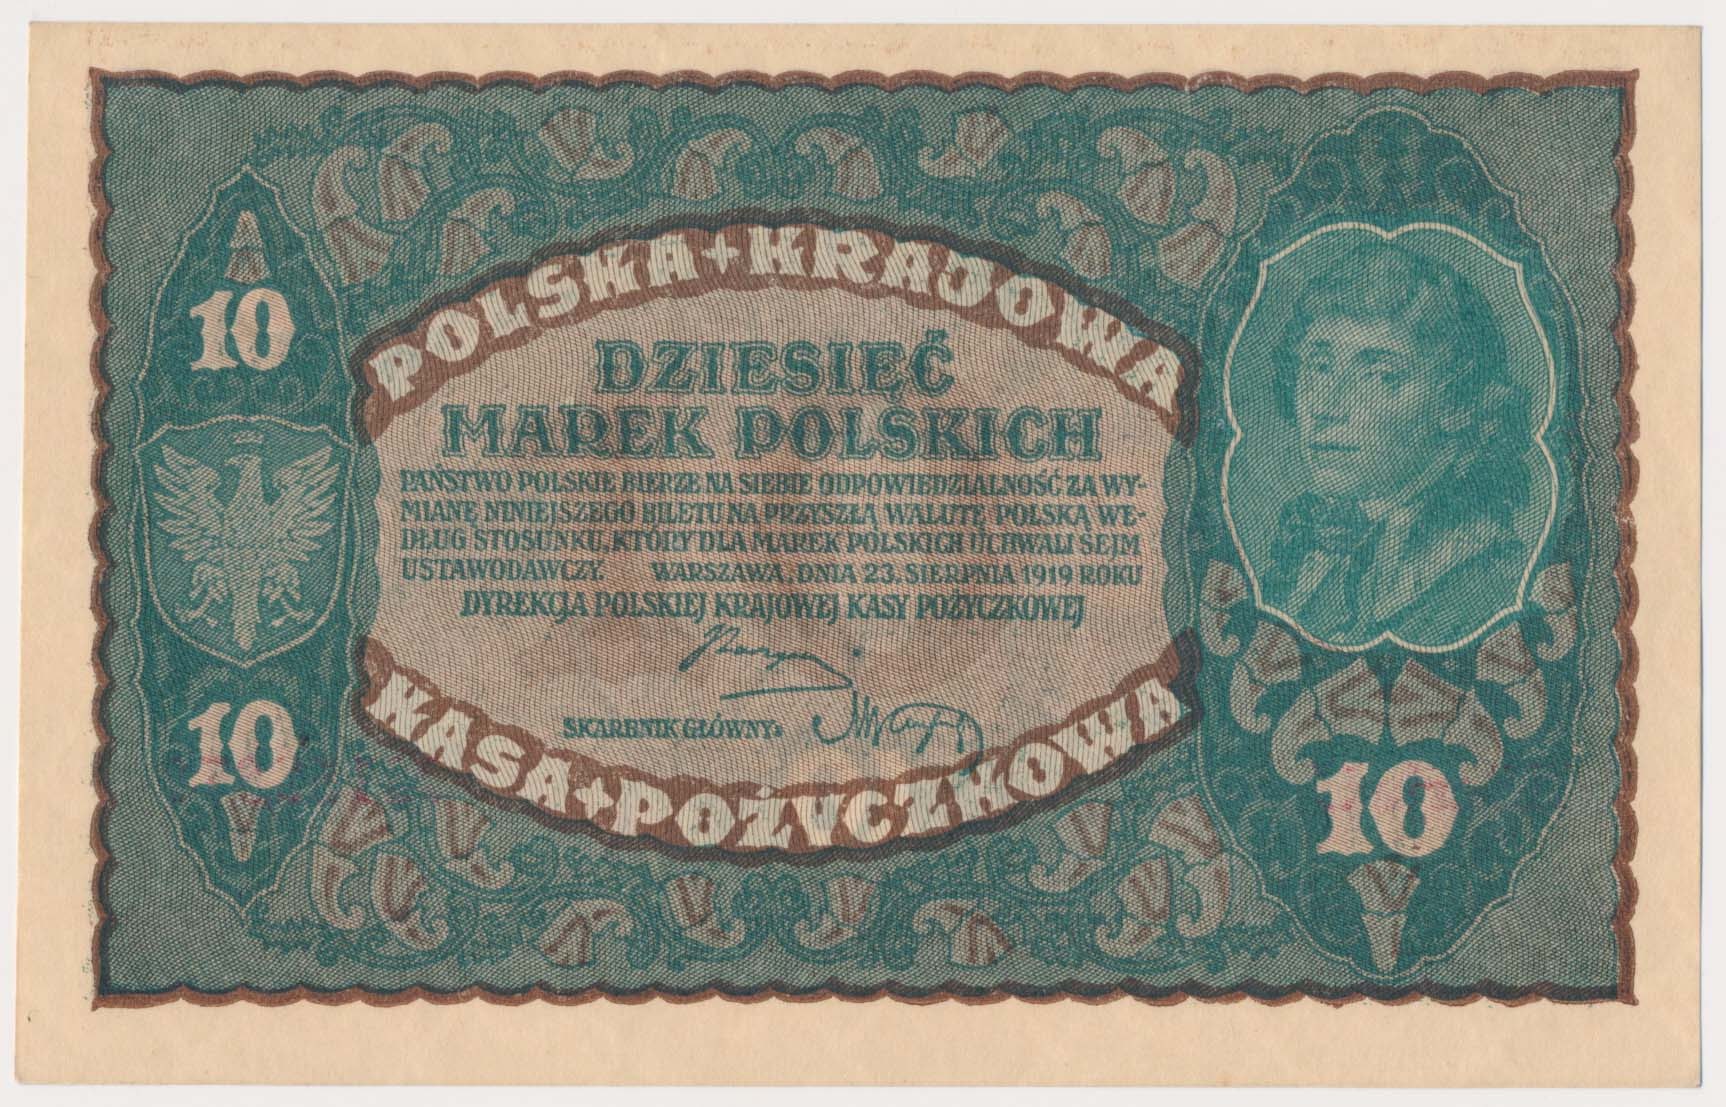 POLSKA + KRAJOWA
10
DZIESIĘĆ
MAREK POLSKICH
PAŃSTWO POLSKIE BIERZE NA SIEBIE ODPOWIEDZIALNOŚĆ ZA WY-
MIANĘ NINIEJSZEGO BILETU NA PRZYSZŁĄ WALUTĘ POLSKĄ WE-
DŁUG STOSUNKU, KTÓRY DLA MAREK POLSKICH UCHWALI SEJM
USTAWODAWCZY. WARSZAWA, DNIA 23. SIERPNIA 1919 ROKU
DYREKCJA POLSKIEJ KRAJOWEJ KASY POŻYCZKOWEJ
SKARBNIK GŁÓWNY:
10
KASA + POŻYCZKOWA
10